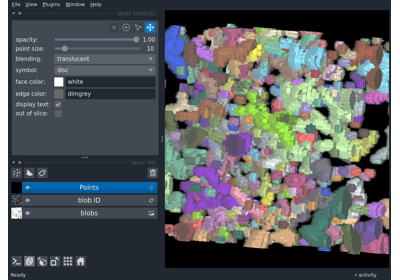 File View Plugins Window Help
layer controls
opacity: 1.00
point size: 10
blending: translucent
symbol: disc
face color: white
edge color: dimgrey
display text:
out of slice:
layer list
Points
blob ID
blobs
Ready
activity